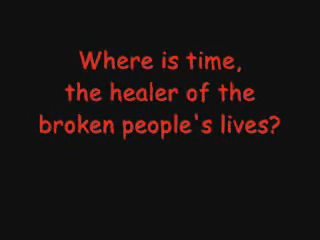 Where is time,
the healer of the
broken people's lives?